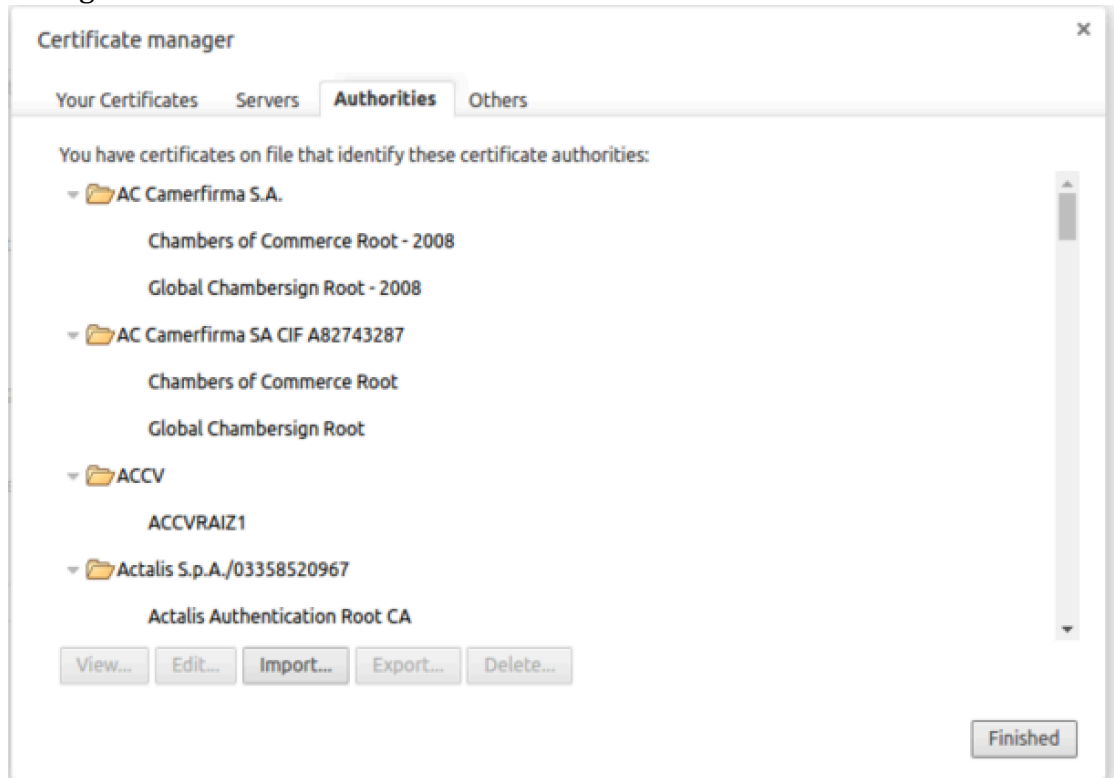 Certificate manager
Your Certificates Servers Authorities Others
You have certificates on file that identify these certificate authorities:
AC Camerfirma S.A.
Chambers of Commerce Root - 2008
Global Chambersign Root - 2008
AC Camerfirma SA CIF A82743287
Chambers of Commerce Root
Global Chambersign Root
ACCV
ACCVRAIZ1
Actalis S.p.A./03358520967
Actalis Authentication Root CA
View... Edit... Import... Export... Delete...
Finished